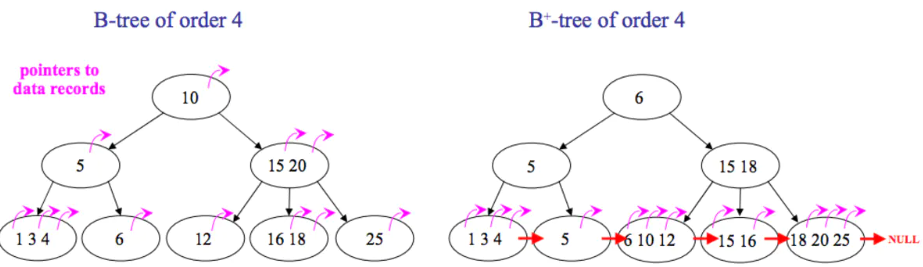 B-tree of order 4
B+-tree of order 4
pointers to
data records
10
6
5
15 20
5
15 18
1 3 4
6
12
16 18
25
1 3 4
5
6 10 12
15 16
18 20 25
NULL